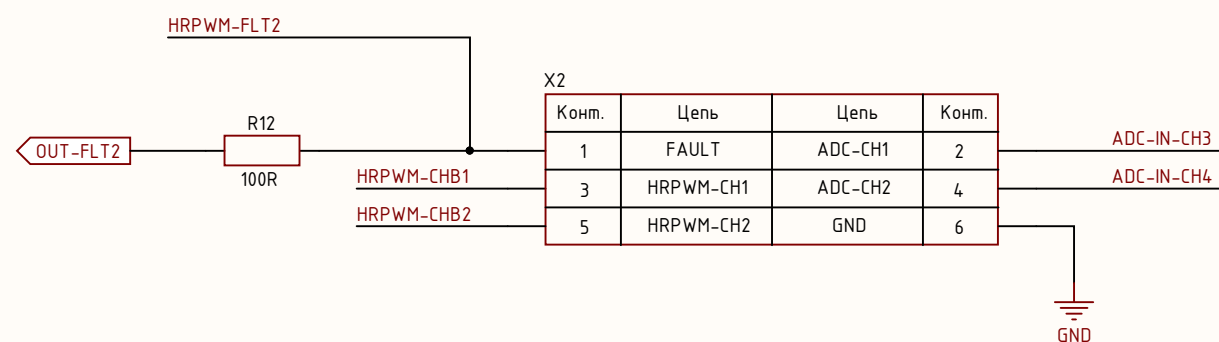 HRPWM-FLT2
X2
Конт. Цепь Цепь Конт.
R12
OUT-FLT2
1 FAULT ADC-CH1 2
ADC-IN-CH3
100R
HRPWM-CHB1
3 HRPWM-CH1 ADC-CH2 4
ADC-IN-CH4
HRPWM-CHB2
5 HRPWM-CH2 GND 6
GND